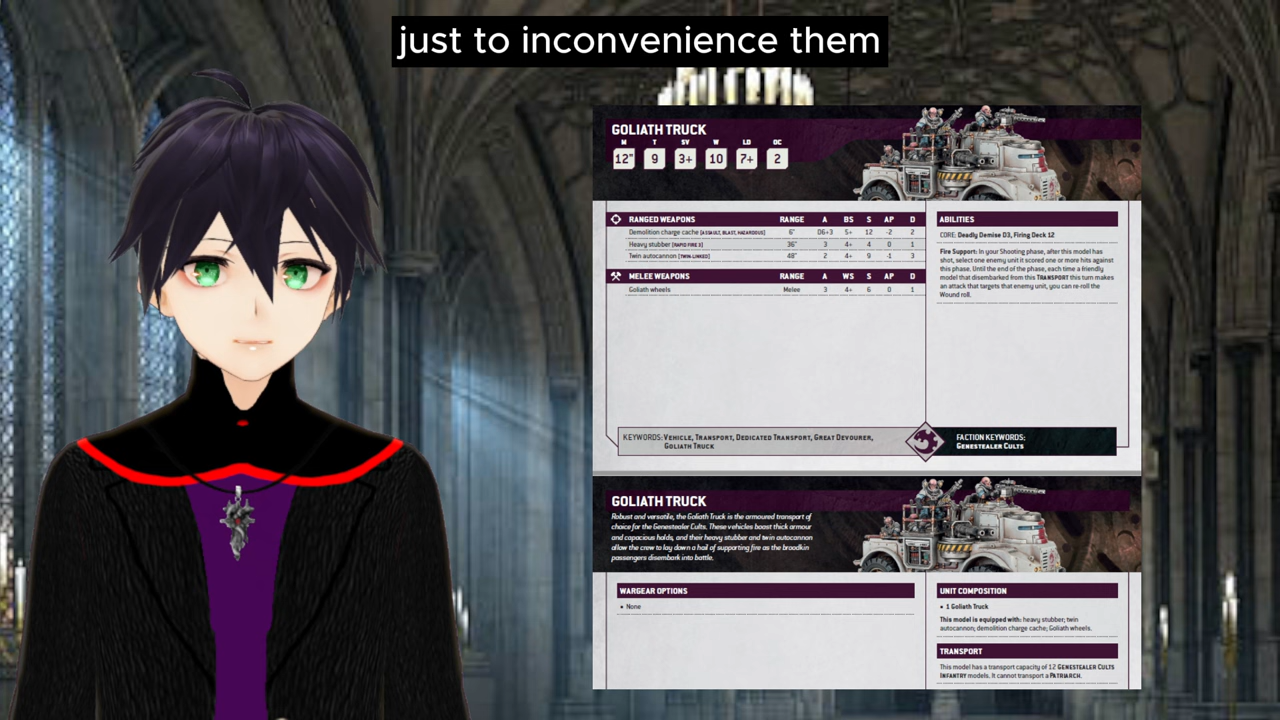 just to inconvenience them
GOLIATH TRUCK
M T SV W LD OC
12" 9 3+ 10 7+ 2
RANGED WEAPONS RANGE A BS S AP D
Demolition charge cache [ASSAULT, BLAST, HAZARDOUS] 6" D6+3 5+ 12 -2 2
Heavy stubber [RAPID FIRE 3] 36" 3 4+ 4 0 1
Twin autocannon [TWIN-LINKED] 48" 2 4+ 9 -1 3
MELEE WEAPONS RANGE A WS S AP D
Goliath wheels Melee 3 4+ 6 0 1
ABILITIES
CORE: Deadly Demise D3, Firing Deck 12
Fire Support: In your Shooting phase, after this model has
shot, select one enemy unit it scored one or more hits against
this phase. Until the end of the phase, each time a friendly
model that disembarked from this TRANSPORT this turn makes
an attack that targets that enemy unit, you can re-roll the
Wound roll.
KEYWORDS: VEHICLE, TRANSPORT, DEDICATED TRANSPORT, GREAT DEVOURER,
GOLIATH TRUCK
FACTION KEYWORDS:
GENESTEALER CULTS
GOLIATH TRUCK
Robust and versatile, the Goliath Truck is the armoured transport of
choice for the Genestealer Cults. These vehicles boast thick armour
and capacious holds, and their heavy stubber and twin autocannon
allow the crew to lay down a hail of supporting fire as the broodkin
passengers disembark into battle.
WARGEAR OPTIONS
• None
UNIT COMPOSITION
• 1 Goliath Truck
This model is equipped with: heavy stubber; twin
autocannon; demolition charge cache; Goliath wheels.
TRANSPORT
This model has a transport capacity of 12 GENESTEALER CULTS
INFANTRY models. It cannot transport a PATRIARCH.